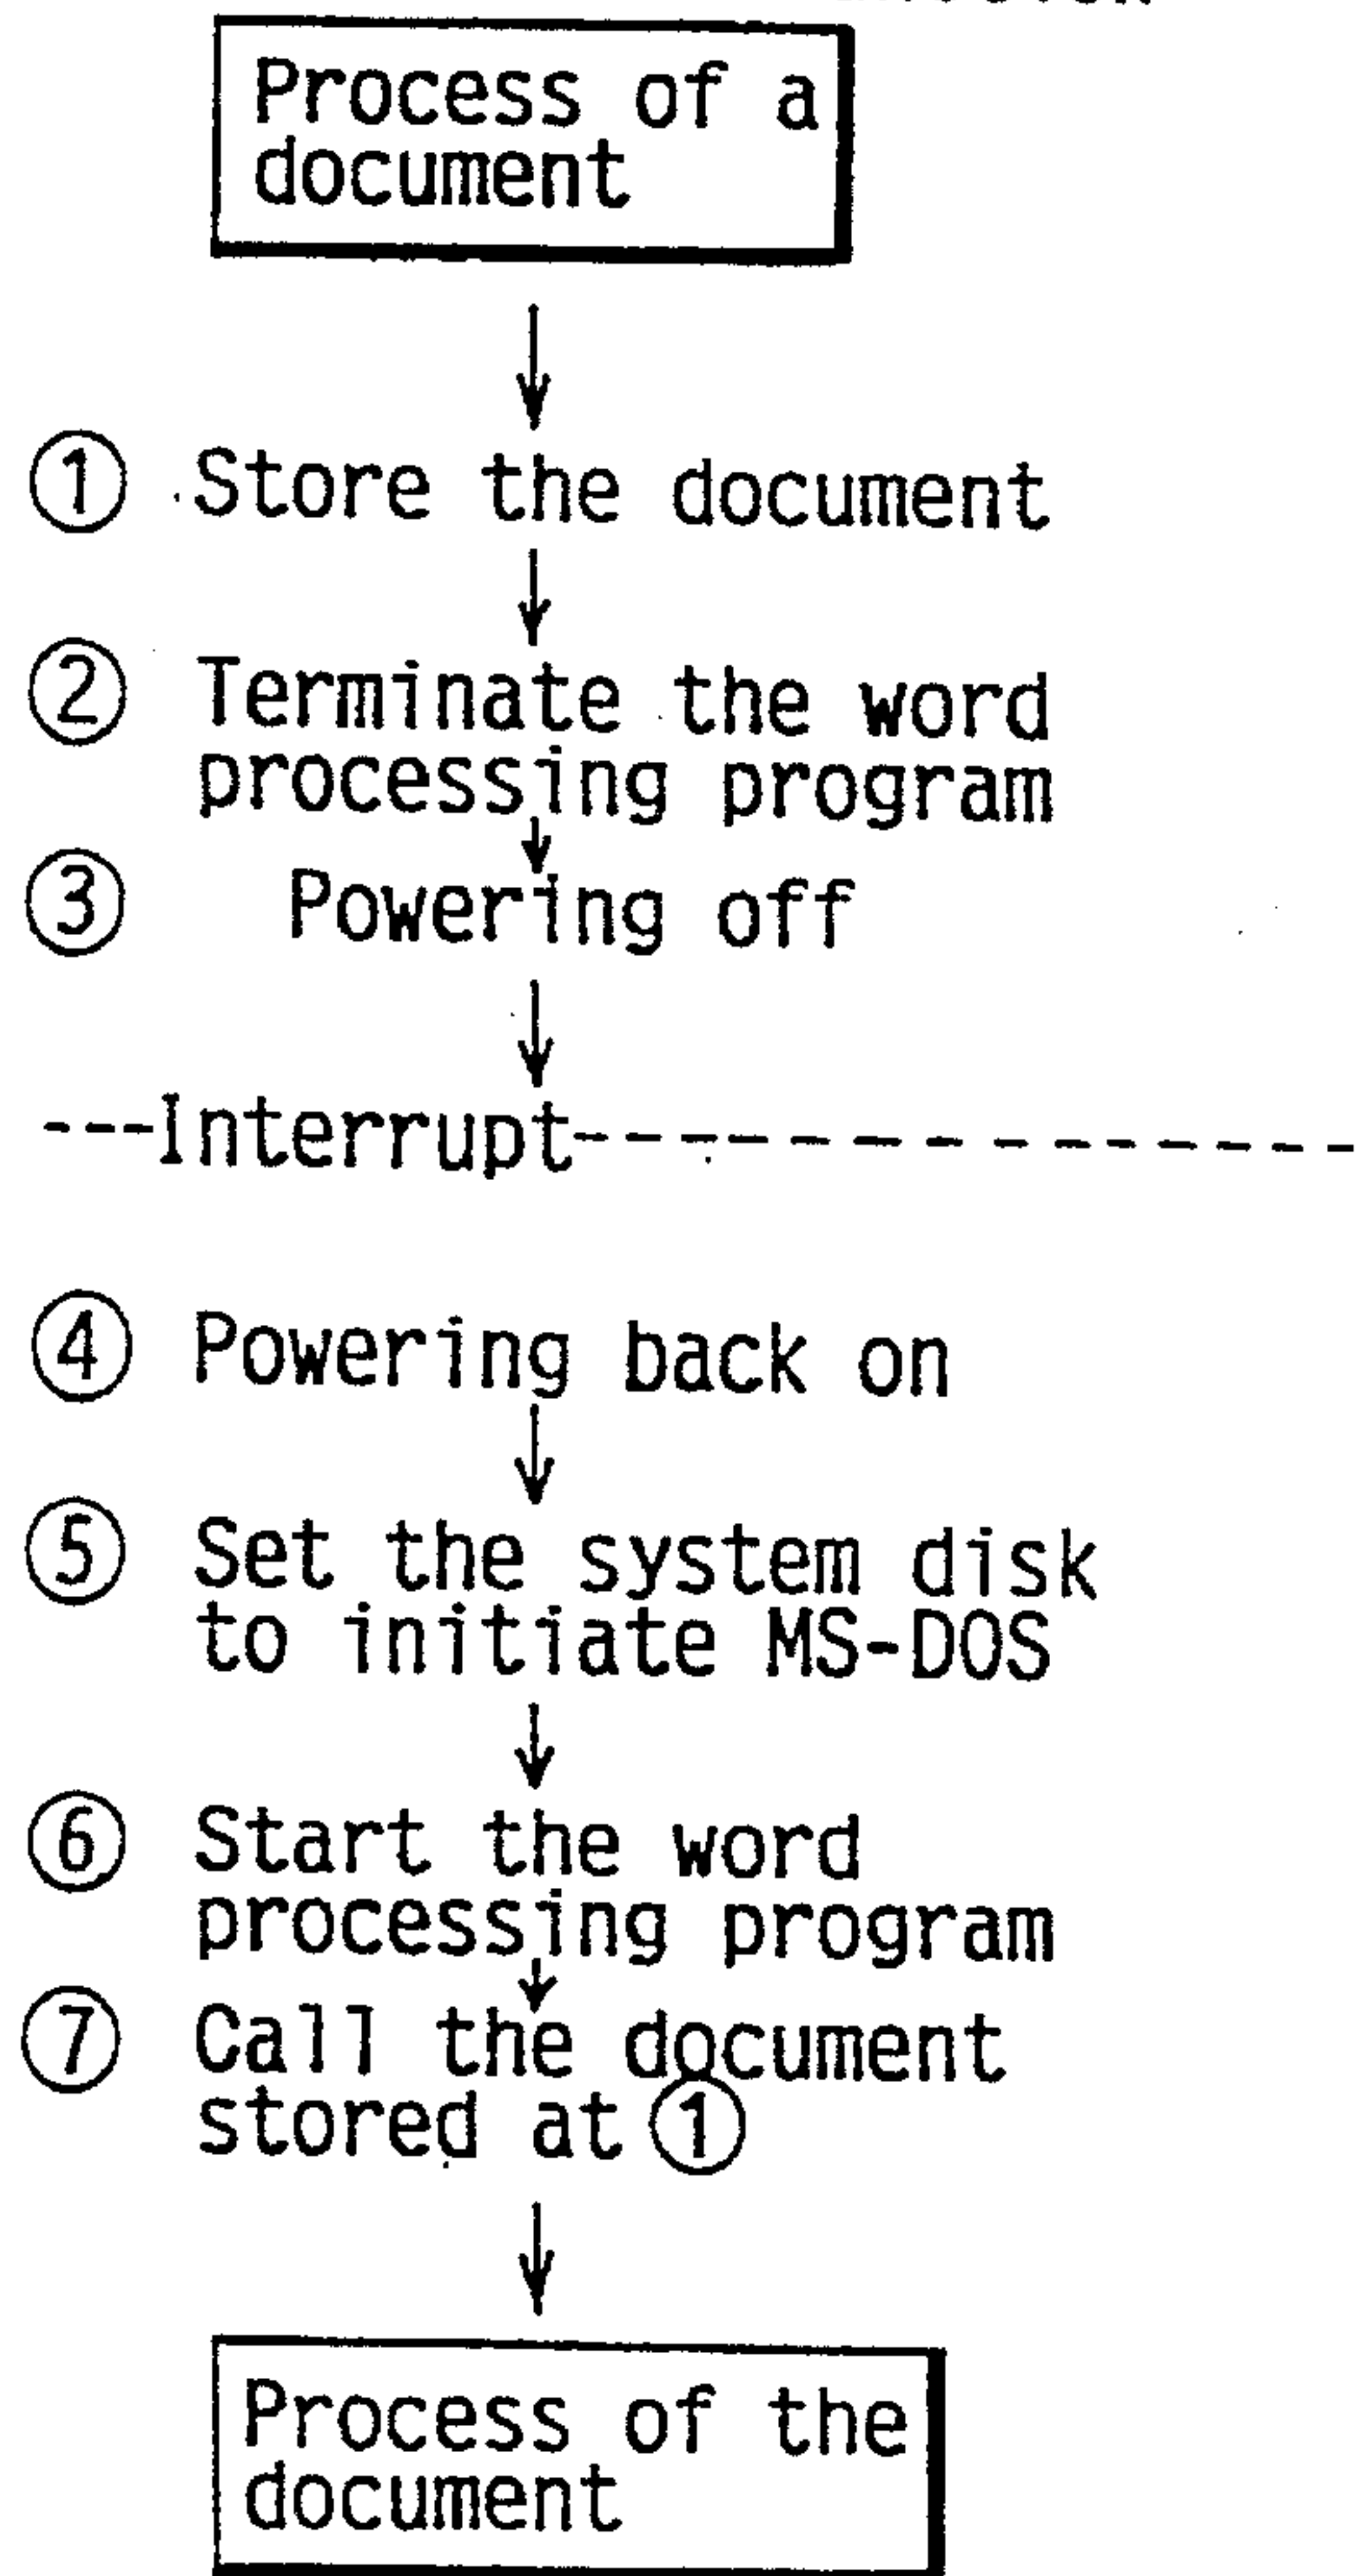 Process of a
document
① Store the document
② Terminate the word
processing program
③ Powering off
---Interrupt------------
④ Powering back on
⑤ Set the system disk
to initiate MS-DOS
⑥ Start the word
processing program
⑦ Call the document
stored at ①
Process of the
document